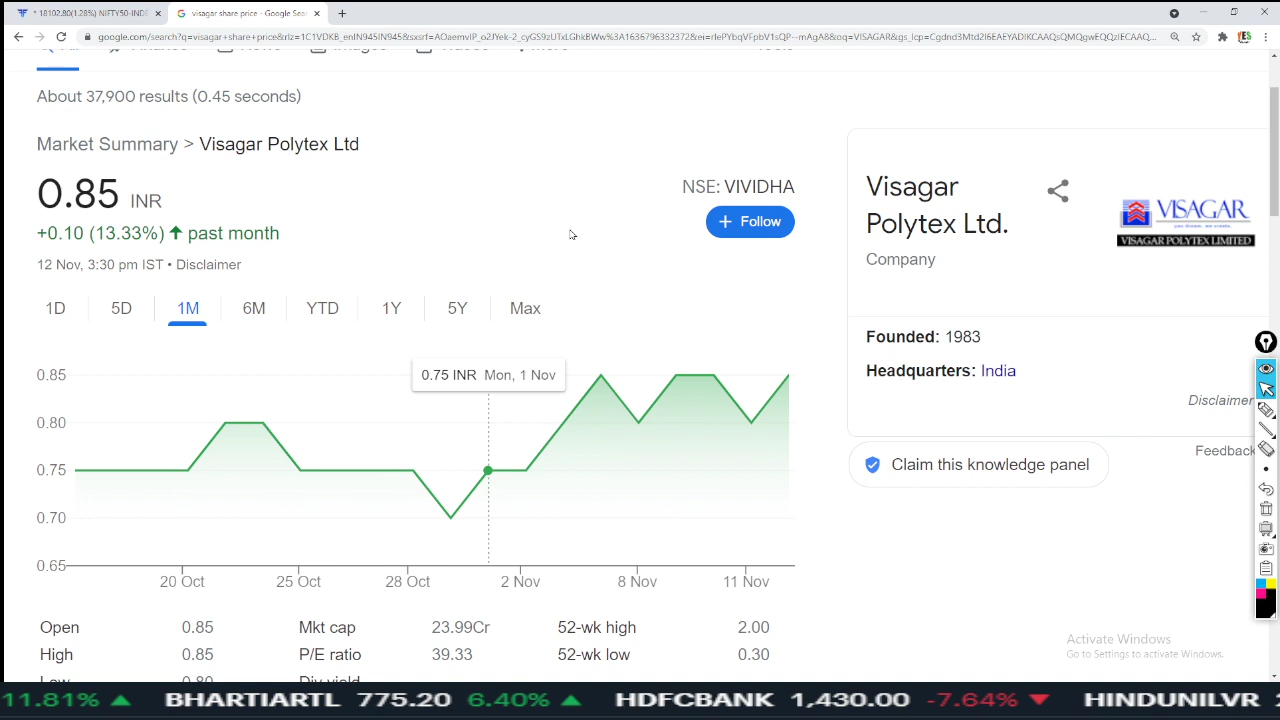 * 18102.80(1.28%) NIFTY50-INDE
visagar share price - Google Sea
About 37,900 results (0.45 seconds)
Market Summary > Visagar Polytex Ltd
0.85 INR
+0.10 (13.33%) past month
12 Nov, 3:30 pm IST • Disclaimer
NSE: VIVIDHA
+ Follow
1D 5D 1M 6M YTD 1Y 5Y Max
0.75 INR Mon, 1 Nov
0.85
0.80
0.75
0.70
0.65
20 Oct 25 Oct 28 Oct 2 Nov 8 Nov 11 Nov
Open 0.85 Mkt cap 23.99Cr 52-wk high 2.00
High 0.85 P/E ratio 39.33 52-wk low 0.30
Visagar
Polytex Ltd.
Company
VISAGAR
VISAGAR POLYTEX LIMITED
Founded: 1983
Headquarters: India
Disclaimer
Feedback
Claim this knowledge panel
Activate Windows
Go to Settings to activate Windows.
11.81% BHARTIARTL 775.20 6.40% HDFCBANK 1,430.00 -7.64% HINDUNILVR